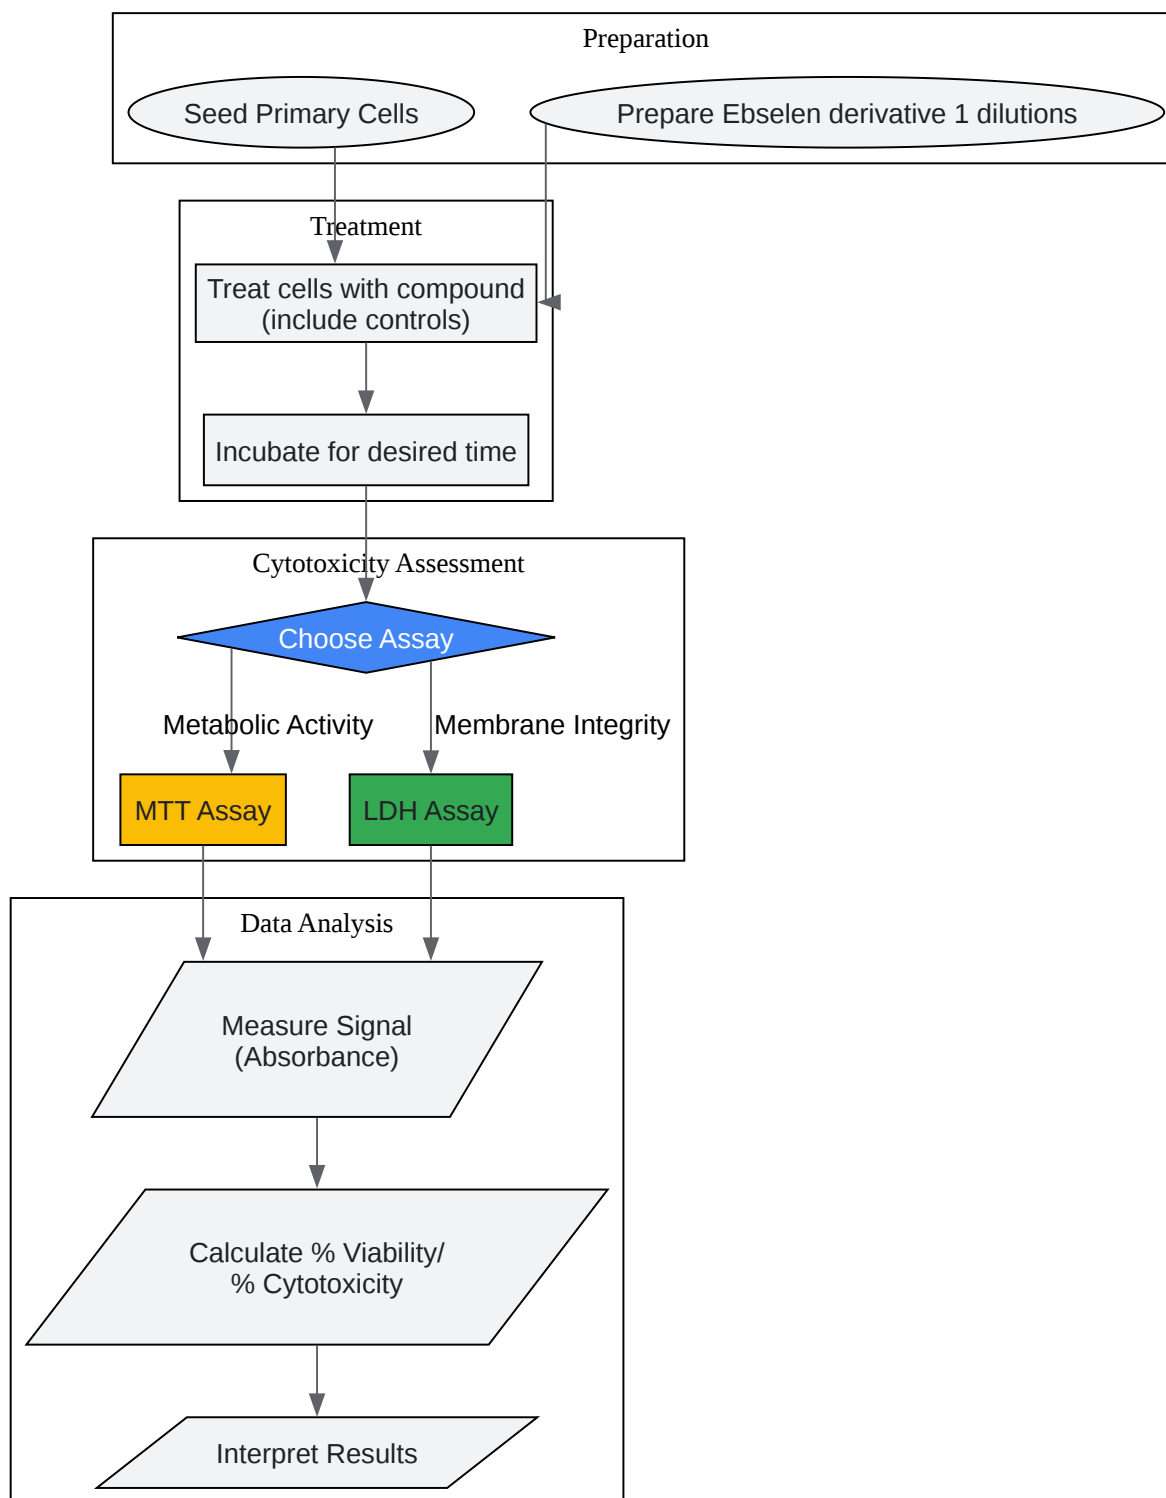 Preparation
Seed Primary Cells
Prepare Ebselen derivative 1 dilutions
Treatment
Treat cells with compound
(include controls)
Incubate for desired time
Cytotoxicity Assessment
Choose Assay
Metabolic Activity
Membrane Integrity
MTT Assay
LDH Assay
Data Analysis
Measure Signal
(Absorbance)
Calculate % Viability/
% Cytotoxicity
Interpret Results